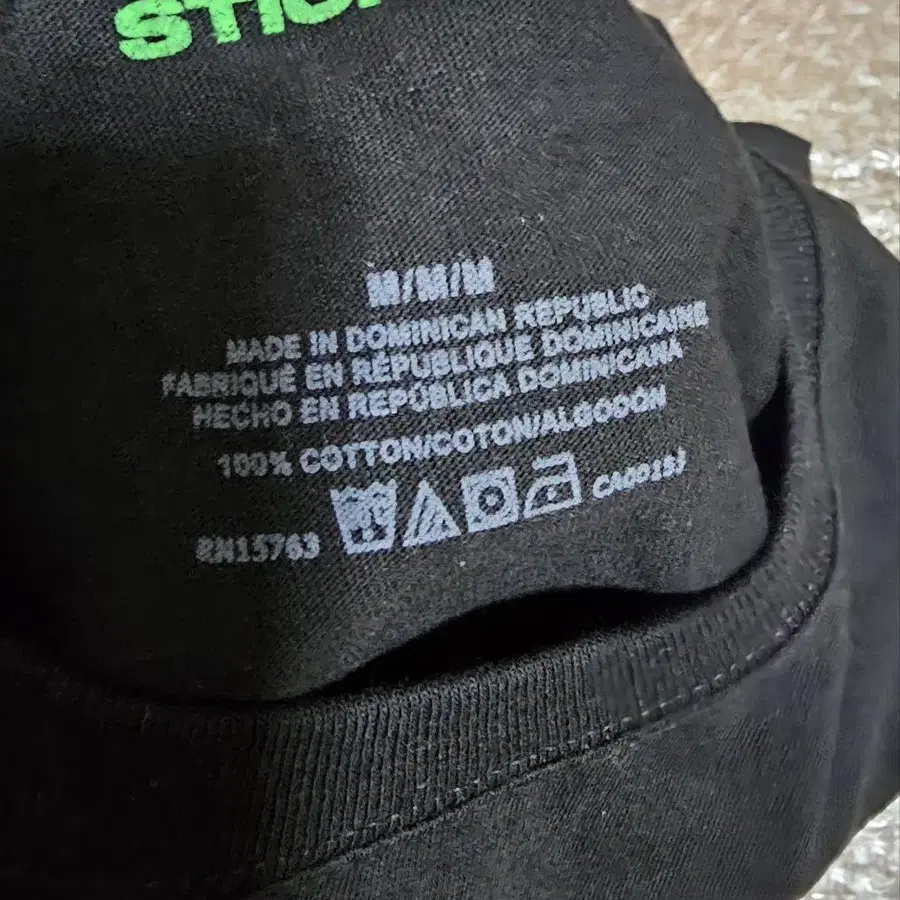 M/M/M
MADE IN DOMINICAN REPUBLIC
FABRIQUÉ EN RÉPUBLIQUE DOMINICAINE
HECHO EN REPÚBLICA DOMINICANA
100% COTTON/COTON/ALGODÓN
RN15763